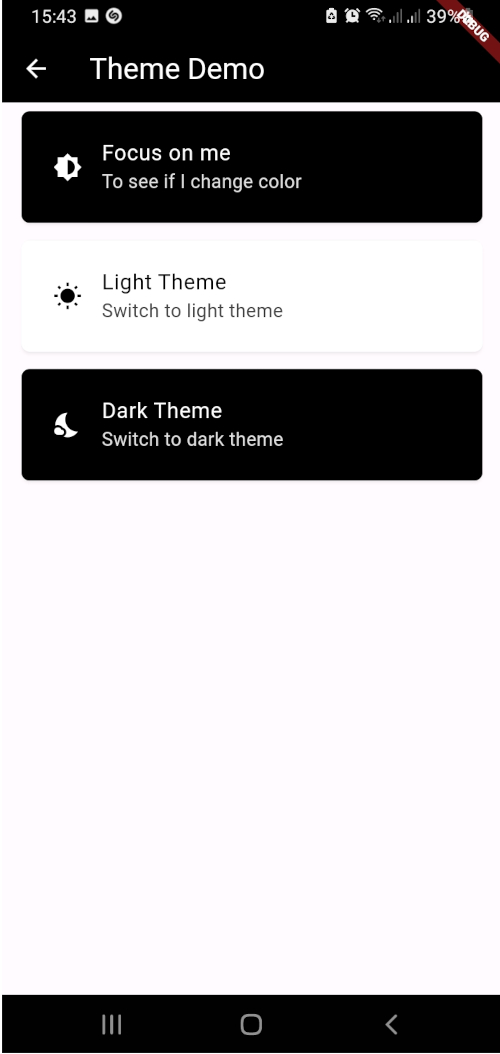 15:43
39%
DEBUG
Theme Demo
Focus on me
To see if I change color
Light Theme
Switch to light theme
Dark Theme
Switch to dark theme